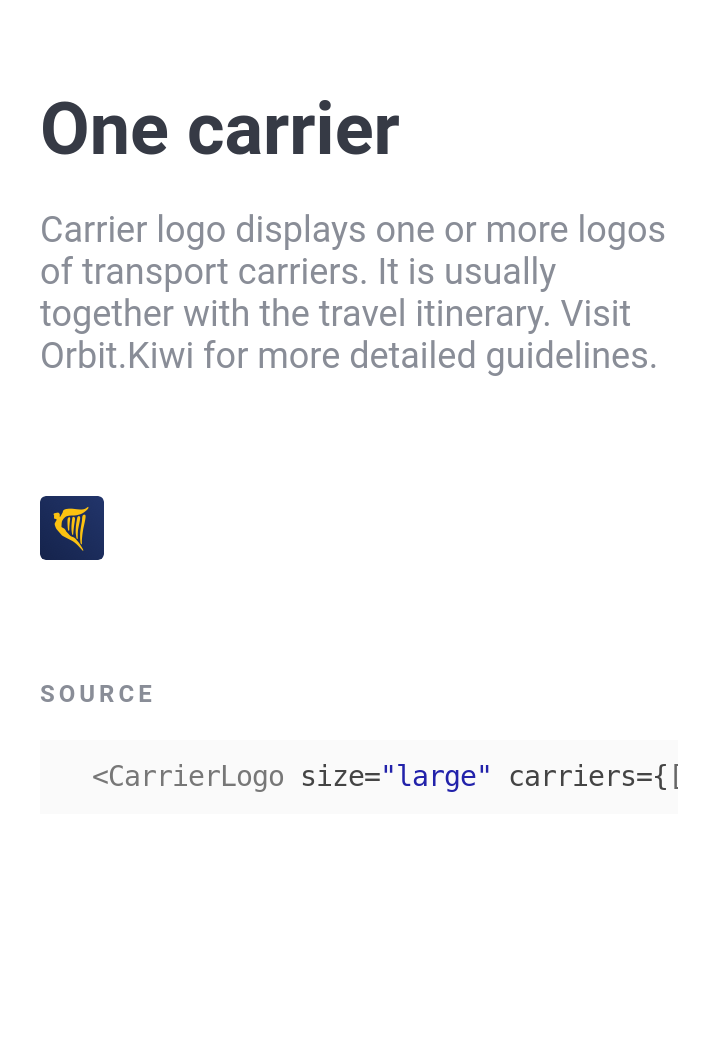 One carrier
Carrier logo displays one or more logos
of transport carriers. It is usually
together with the travel itinerary. Visit
Orbit.Kiwi for more detailed guidelines.
SOURCE
<CarrierLogo size="large" carriers={[